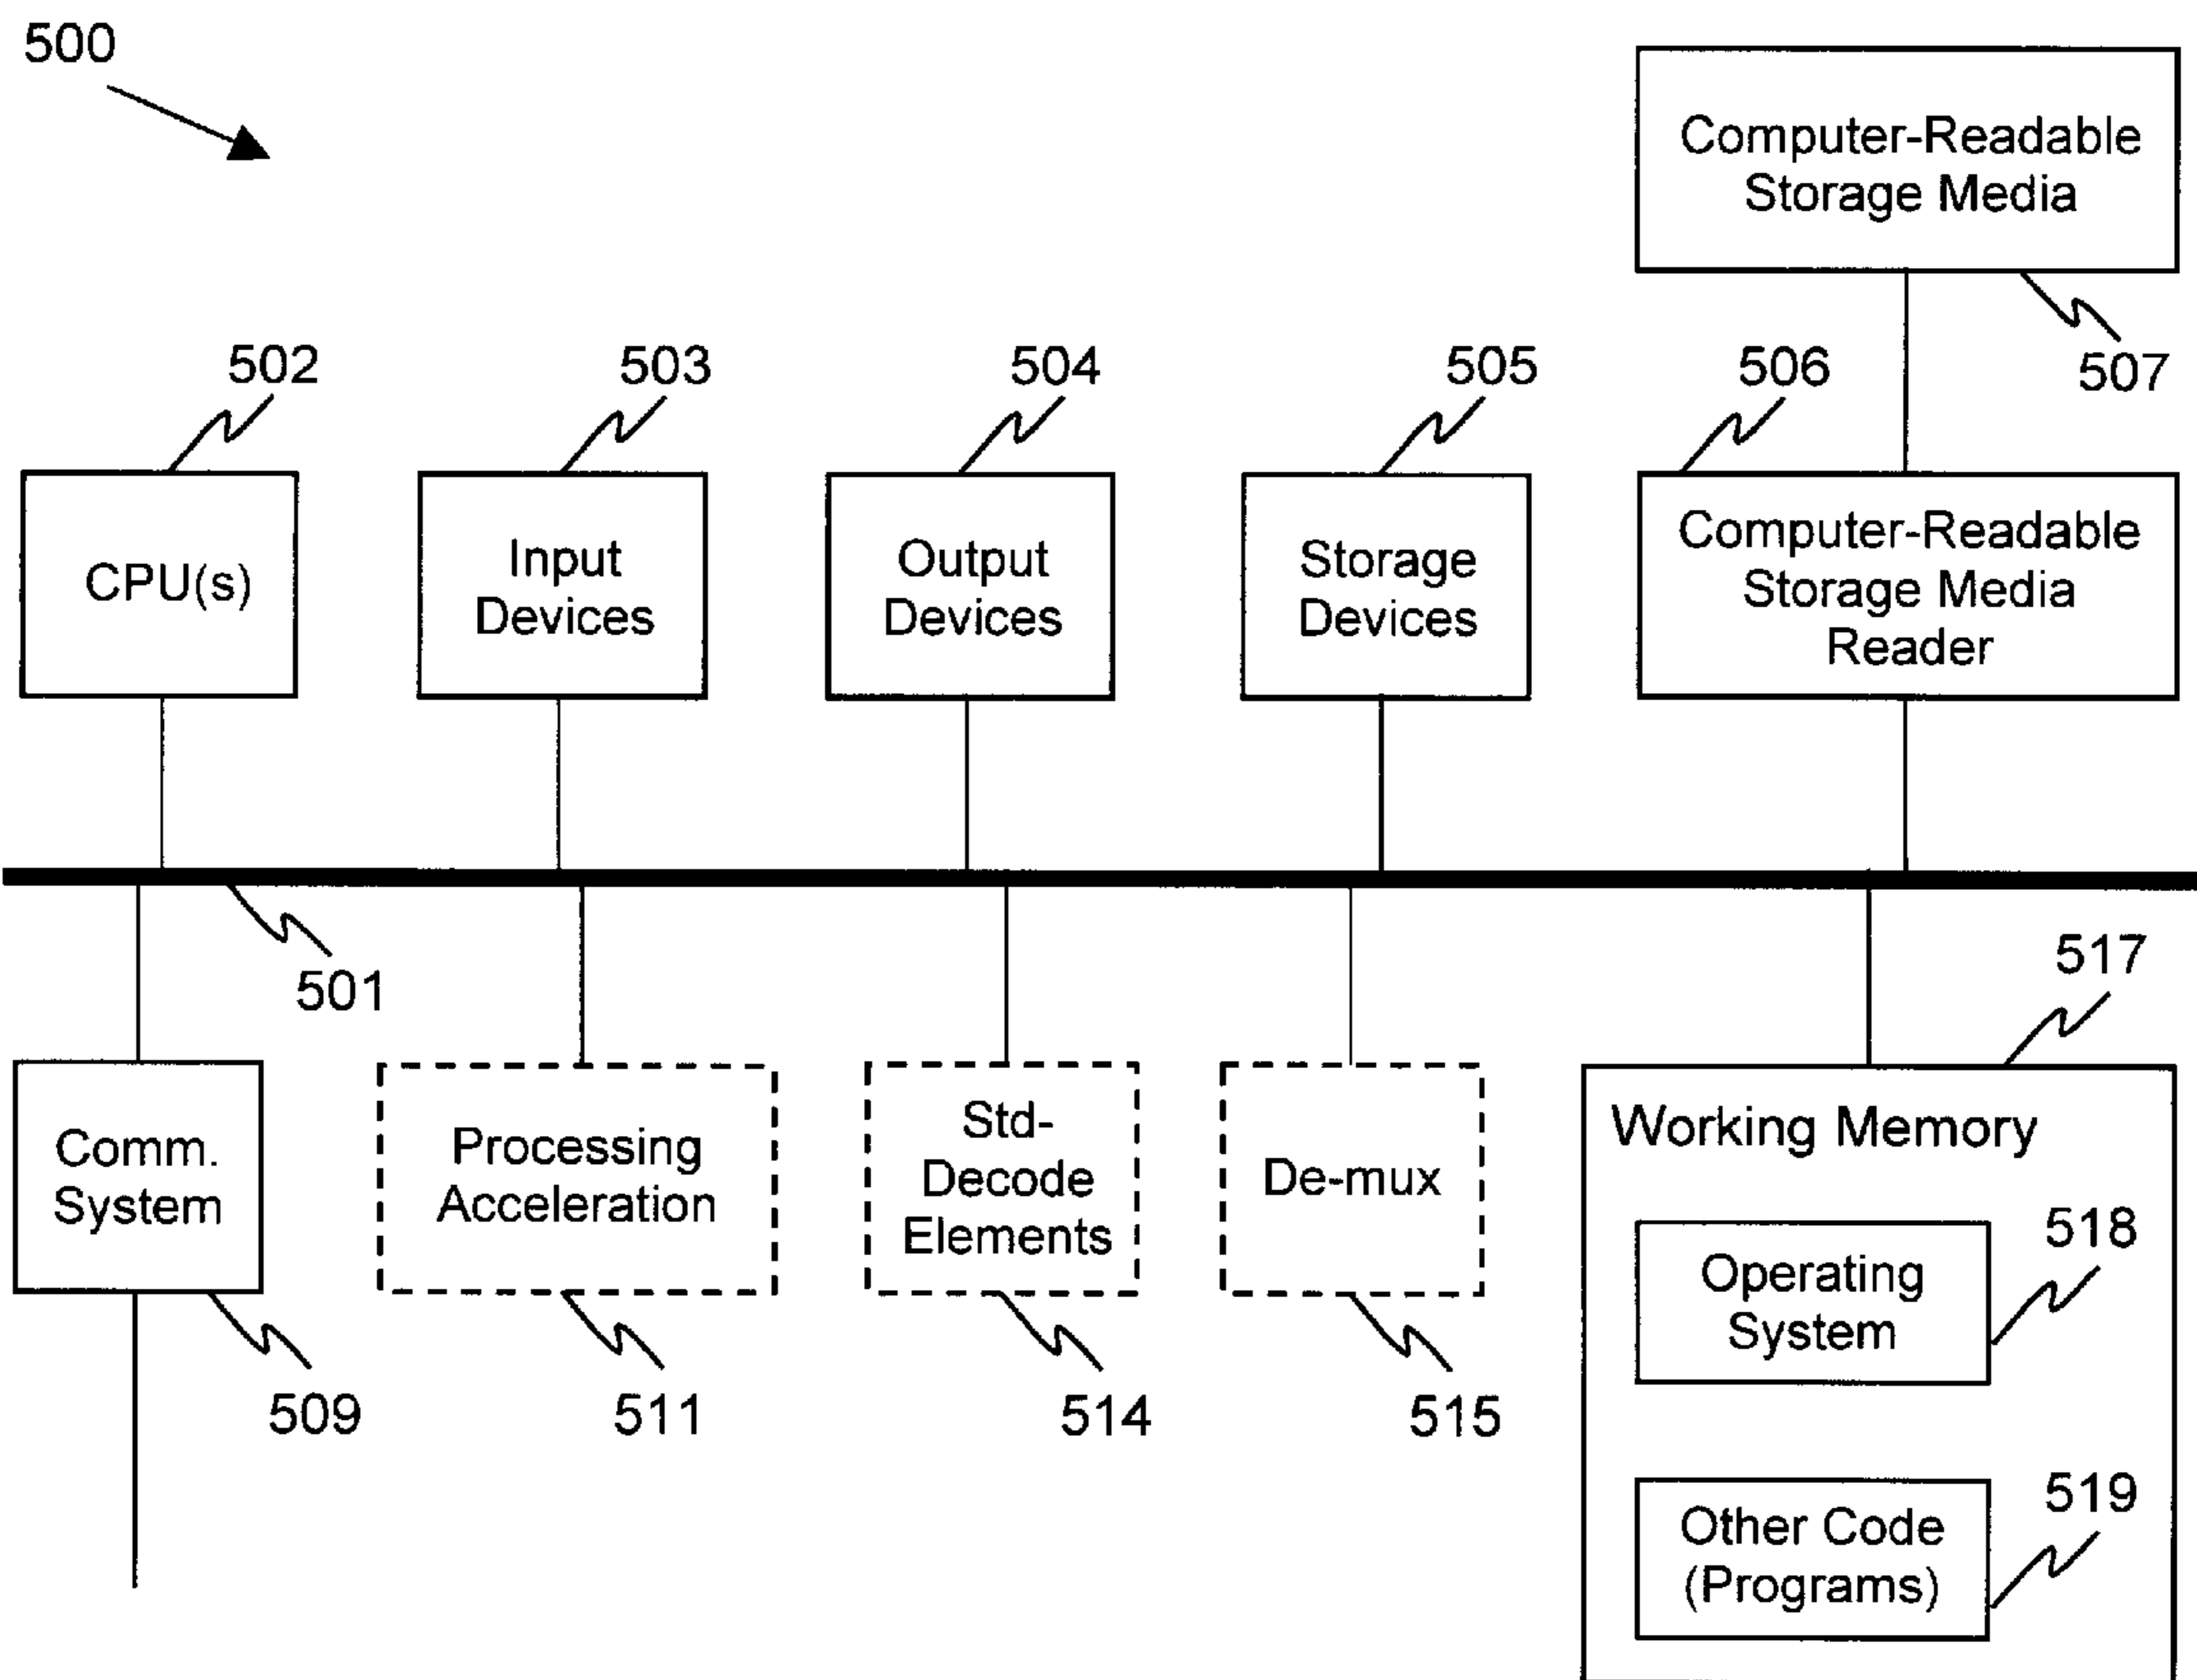 500
Computer-Readable
Storage Media
502
503
504
505
506
507
CPU(s)
Input
Devices
Output
Devices
Storage
Devices
Computer-Readable
Storage Media
Reader
501
517
Comm.
System
Processing
Acceleration
Std-
Decode
Elements
De-mux
Working Memory
Operating
System
518
509
511
514
515
Other Code
(Programs)
519